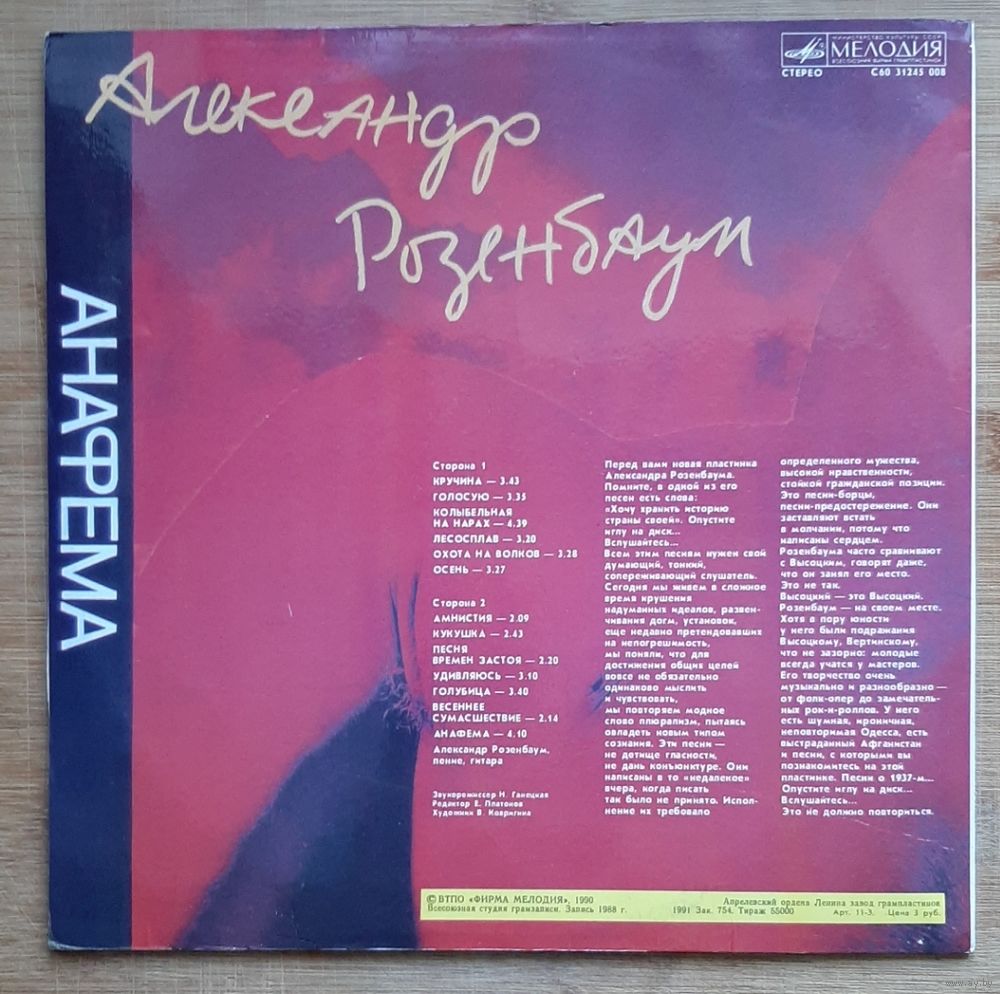 Александр
Розенбаум
МИНИСТЕРСТВО КУЛЬТУРЫ СССР
МЕЛОДИЯ
ВСЕСОЮЗНАЯ ФИРМА ГРАМПЛАСТИНОК
СТЕРЕО С60 31245 008
АНАФЕМА
Сторона 1
КРУЧИНА — 3.43
ГОЛОСУЮ — 3.35
КОЛЫБЕЛЬНАЯ
НА НАРАХ — 4.39
ЛЕСОСПЛАВ — 3.20
ОХОТА НА ВОЛКОВ — 3.28
ОСЕНЬ — 3.27
Сторона 2
АМНИСТИЯ — 2.09
КУКУШКА — 2.43
ПЕСНЯ
ВРЕМЕН ЗАСТОЯ — 2.20
УДИВЛЯЮСЬ — 3.10
ГОЛУБИЦА — 3.40
ВЕСЕННЕЕ
СУМАСШЕСТВИЕ — 2.14
АНАФЕМА — 4.10
Александр Розенбаум,
пение, гитара
Звукорежиссер Н. Ганецкая
Редактор Е. Платонов
Художник В. Ковригина
Перед вами новая пластинка
Александра Розенбаума.
Помните, в одной из его
песен есть слова:
«Хочу хранить историю
страны своей». Опустите
иглу на диск...
Вслушайтесь...
Всем этим песням нужен свой
думающий, тонкий,
сопереживающий слушатель.
Сегодня мы живем в сложное
время крушения
надуманных идеалов, развен-
чивания догм, установок,
еще недавно претендовавших
на непогрешимость,
мы поняли, что для
достижения общих целей
вовсе не обязательно
одинаково мыслить
и чувствовать,
мы повторяем модное
слово плюрализм, пытаясь
овладеть новым типом
сознания. Эти песни —
не детище гласности,
не дань конъюнктуре. Они
написаны в то «недалекое»
вчера, когда писать
так было не принято. Испол-
нение их требовало
определенного мужества,
высокой нравственности,
стойкой гражданской позиции.
Это песни-борцы,
песни-предостережение. Они
заставляют встать
в молчании, потому что
написаны сердцем.
Розенбаума часто сравнивают
с Высоцким, говорят даже,
что он занял его место.
Это не так.
Высоцкий — это Высоцкий.
Розенбаум — на своем месте.
Хотя в пору юности
у него были подражания
Высоцкому, Вертинскому,
что не зазорно: молодые
всегда учатся у мастеров.
Его творчество очень
музыкально и разнообразно —
от фолк-опер до замечатель-
ных рок-н-роллов. У него
есть шумная, ироничная,
неповторимая Одесса, есть
выстраданный Афганистан
и песни, с которыми вы
познакомитесь на этой
пластинке. Песни о 1937-м...
Опустите иглу на диск...
Вслушайтесь...
Это не должно повториться.
© ВТПО «ФИРМА МЕЛОДИЯ», 1990 Апрелевский ордена Ленина завод грампластинок
Всесоюзная студия грамзаписи. Запись 1988 г. 1991 Зак. 754. Тираж 55000 Арт. 11-3. Цена 3 руб.
www.ay.by